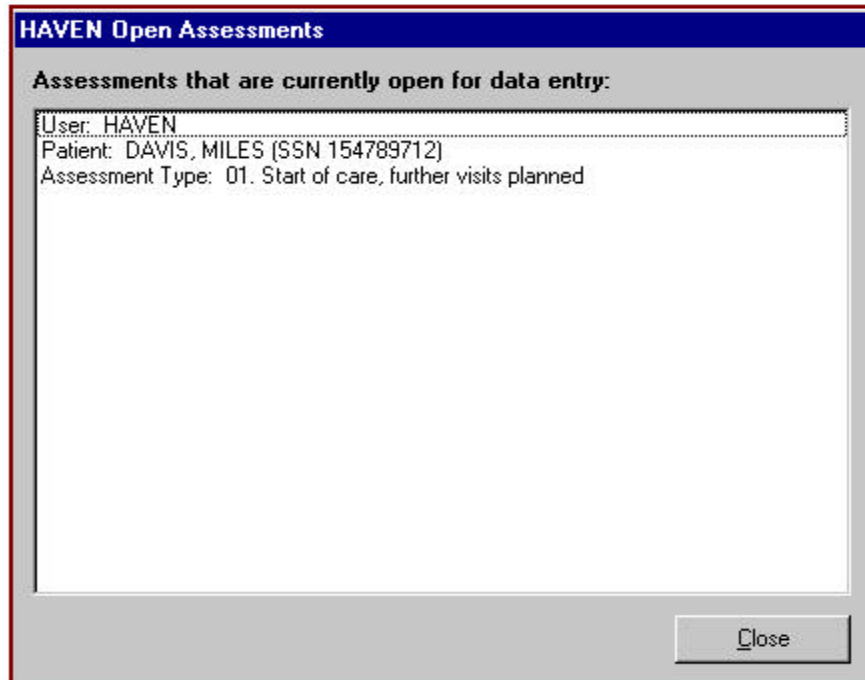 HAVEN Open Assessments
Assessments that are currently open for data entry:
User:  HAVEN
Patient:  DAVIS, MILES (SSN 154789712)
Assessment Type:  01. Start of care, further visits planned
Close